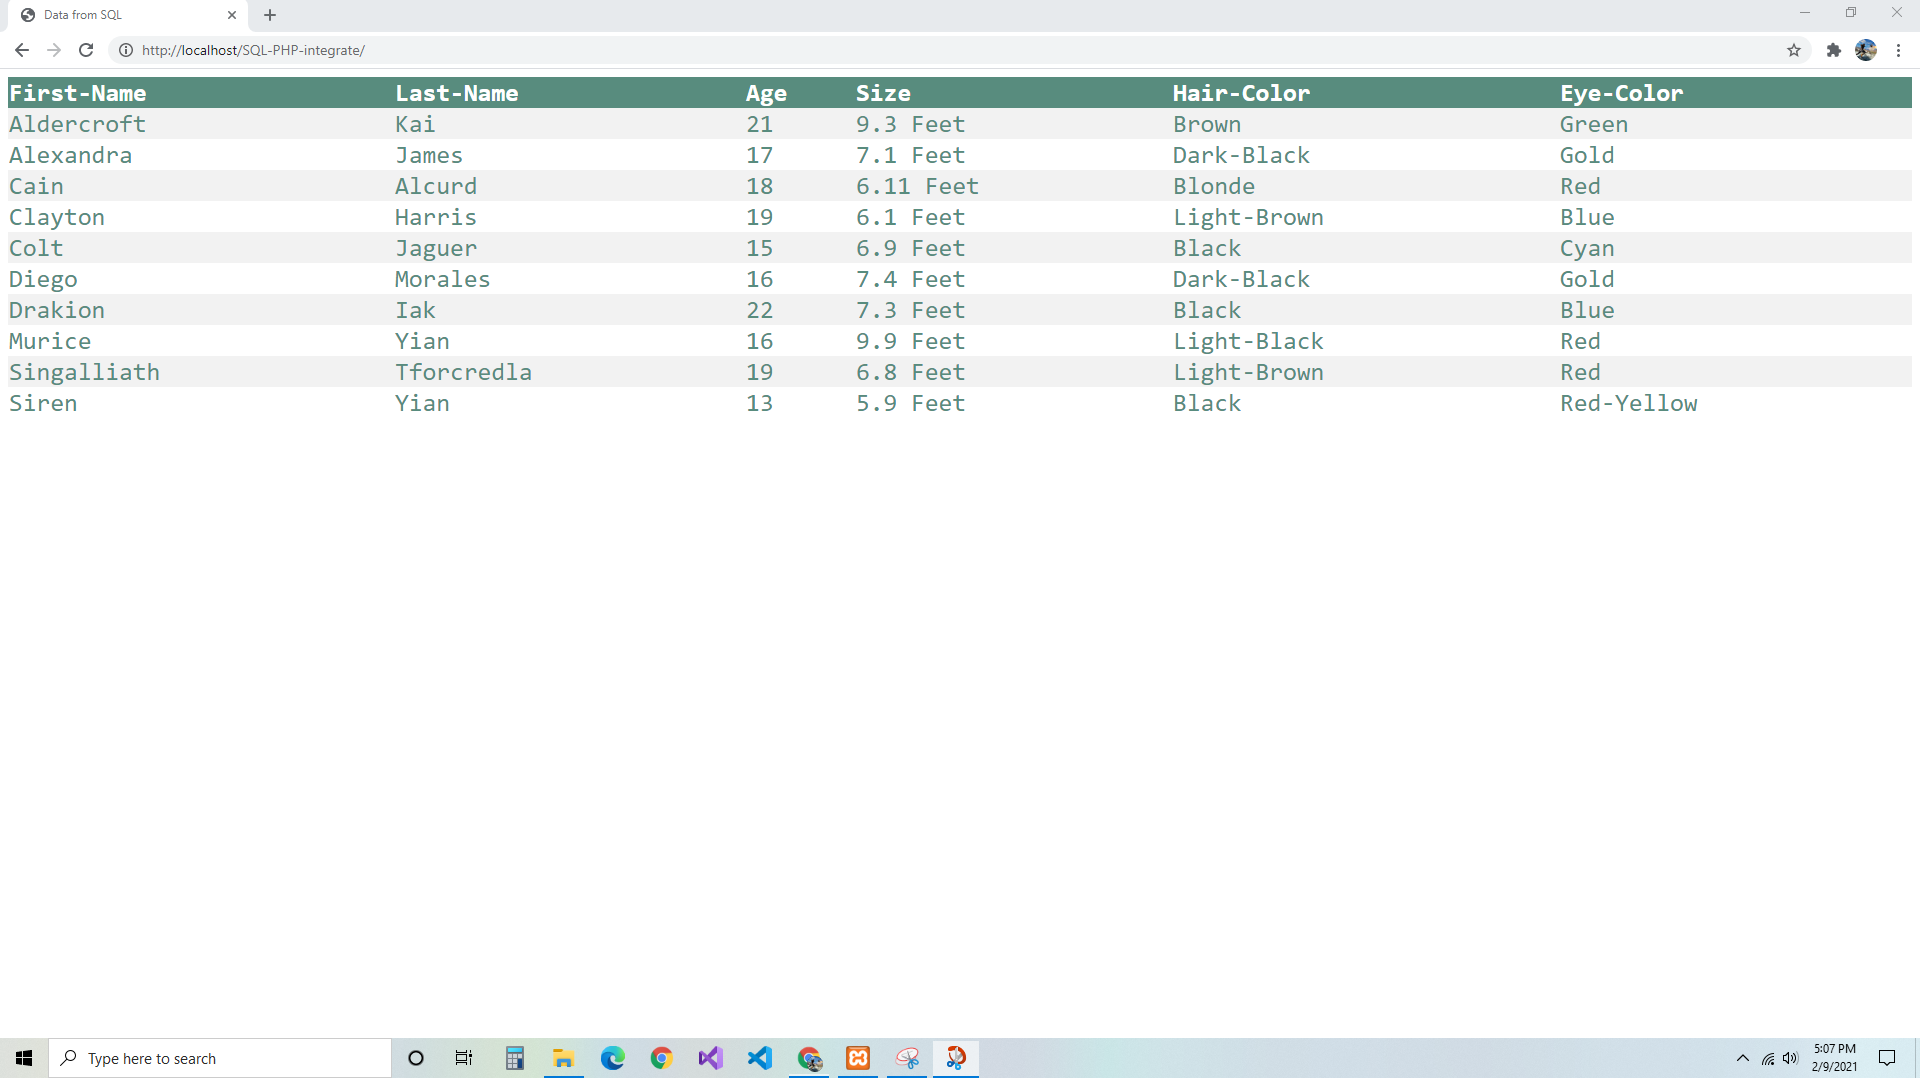 Data from SQL
http://localhost/SQL-PHP-integrate/
First-Name Last-Name Age Size Hair-Color Eye-Color
Aldercroft Kai 21 9.3 Feet Brown Green
Alexandra James 17 7.1 Feet Dark-Black Gold
Cain Alcurd 18 6.11 Feet Blonde Red
Clayton Harris 19 6.1 Feet Light-Brown Blue
Colt Jaguer 15 6.9 Feet Black Cyan
Diego Morales 16 7.4 Feet Dark-Black Gold
Drakion Iak 22 7.3 Feet Black Blue
Murice Yian 16 9.9 Feet Light-Black Red
Singalliath Tforcredla 19 6.8 Feet Light-Brown Red
Siren Yian 13 5.9 Feet Black Red-Yellow
Type here to search
5:07 PM
2/9/2021